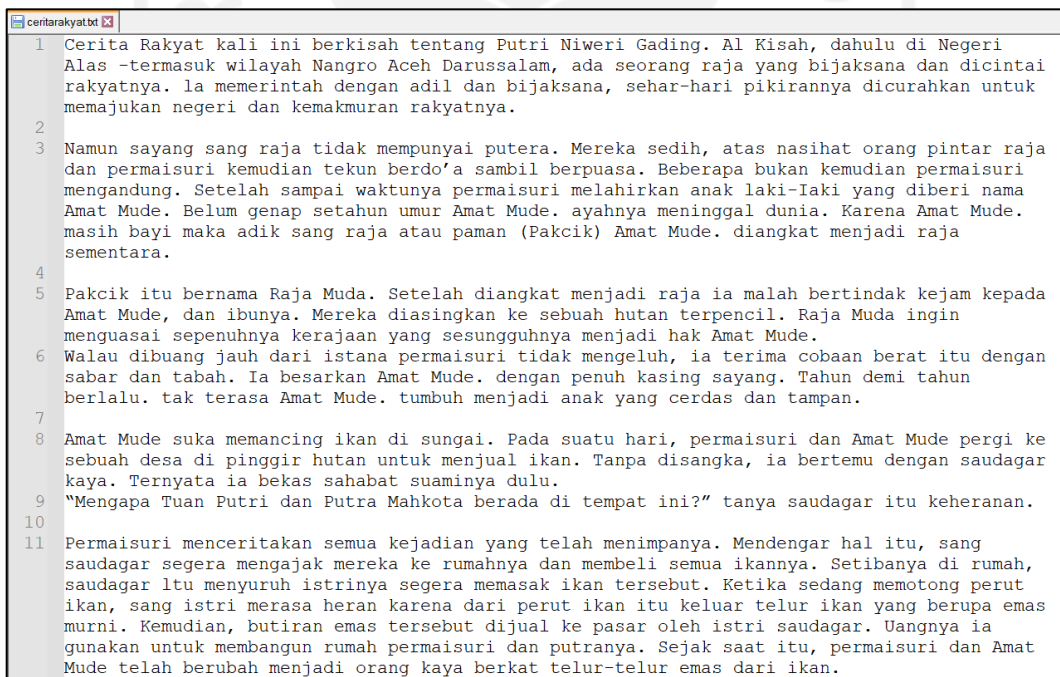 ceritarakyat.txt
1 Cerita Rakyat kali ini berkisah tentang Putri Niweri Gading. Al Kisah, dahulu di Negeri
Alas -termasuk wilayah Nangro Aceh Darussalam, ada seorang raja yang bijaksana dan dicintai
rakyatnya. la memerintah dengan adil dan bijaksana, sehar-hari pikirannya dicurahkan untuk
memajukan negeri dan kemakmuran rakyatnya.
2
3 Namun sayang sang raja tidak mempunyai putera. Mereka sedih, atas nasihat orang pintar raja
dan permaisuri kemudian tekun berdo’a sambil berpuasa. Beberapa bukan kemudian permaisuri
mengandung. Setelah sampai waktunya permaisuri melahirkan anak laki-Iaki yang diberi nama
Amat Mude. Belum genap setahun umur Amat Mude. ayahnya meninggal dunia. Karena Amat Mude.
masih bayi maka adik sang raja atau paman (Pakcik) Amat Mude. diangkat menjadi raja
sementara.
4
5 Pakcik itu bernama Raja Muda. Setelah diangkat menjadi raja ia malah bertindak kejam kepada
Amat Mude, dan ibunya. Mereka diasingkan ke sebuah hutan terpencil. Raja Muda ingin
menguasai sepenuhnya kerajaan yang sesungguhnya menjadi hak Amat Mude.
6 Walau dibuang jauh dari istana permaisuri tidak mengeluh, ia terima cobaan berat itu dengan
sabar dan tabah. Ia besarkan Amat Mude. dengan penuh kasing sayang. Tahun demi tahun
berlalu. tak terasa Amat Mude. tumbuh menjadi anak yang cerdas dan tampan.
7
8 Amat Mude suka memancing ikan di sungai. Pada suatu hari, permaisuri dan Amat Mude pergi ke
sebuah desa di pinggir hutan untuk menjual ikan. Tanpa disangka, ia bertemu dengan saudagar
kaya. Ternyata ia bekas sahabat suaminya dulu.
9 “Mengapa Tuan Putri dan Putra Mahkota berada di tempat ini?” tanya saudagar itu keheranan.
10
11 Permaisuri menceritakan semua kejadian yang telah menimpanya. Mendengar hal itu, sang
saudagar segera mengajak mereka ke rumahnya dan membeli semua ikannya. Setibanya di rumah,
saudagar ltu menyuruh istrinya segera memasak ikan tersebut. Ketika sedang memotong perut
ikan, sang istri merasa heran karena dari perut ikan itu keluar telur ikan yang berupa emas
murni. Kemudian, butiran emas tersebut dijual ke pasar oleh istri saudagar. Uangnya ia
gunakan untuk membangun rumah permaisuri dan putranya. Sejak saat itu, permaisuri dan Amat
Mude telah berubah menjadi orang kaya berkat telur-telur emas dari ikan.